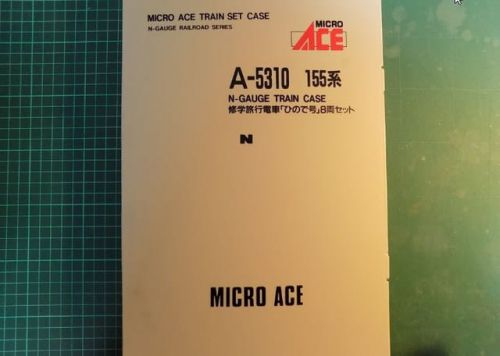 MICRO ACE TRAIN SET CASE
N-GAUGE RAILROAD SERIES
MICRO
ACE
A-5310 155系
N-GAUGE TRAIN CASE
修学旅行電車「ひので号」8両セット
N
MICRO ACE